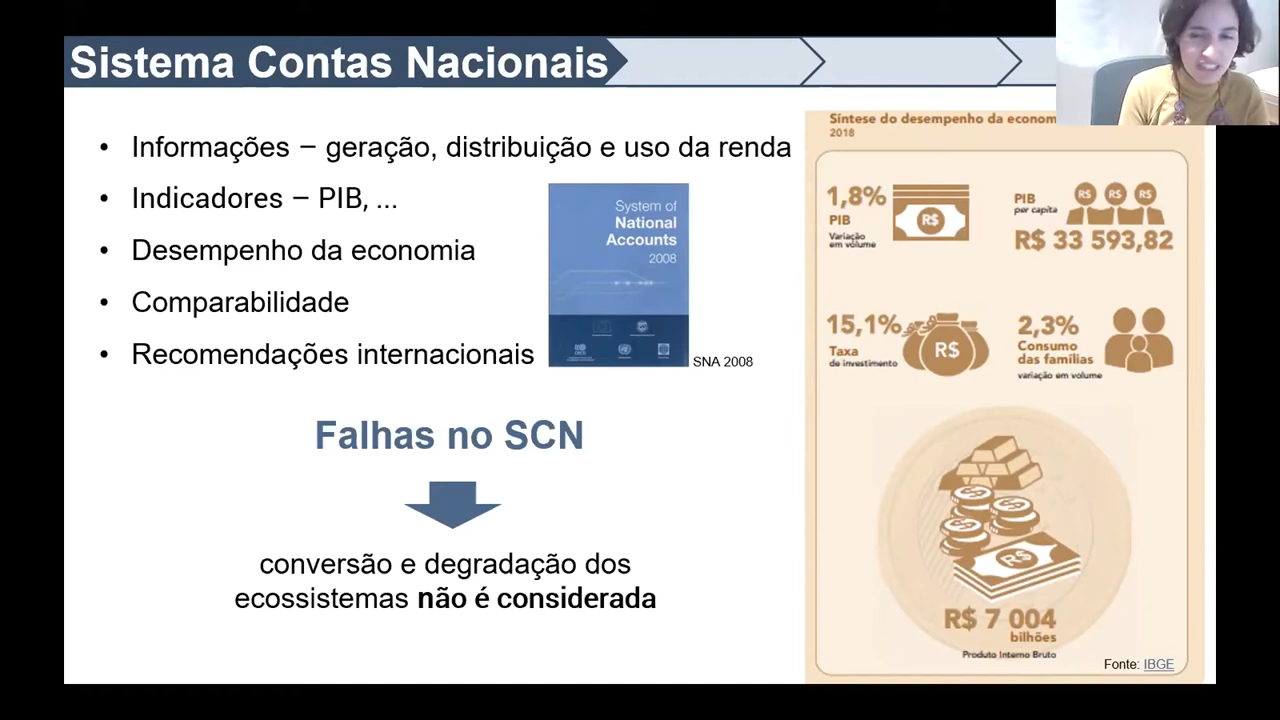 Sistema Contas Nacionais
• Informações – geração, distribuição e uso da renda
• Indicadores – PIB, ...
• Desempenho da economia
• Comparabilidade
• Recomendações internacionais
System of
National
Accounts
2008
SNA 2008
Falhas no SCN
conversão e degradação dos
ecossistemas não é considerada
Síntese do desempenho da econom
2018
1,8%
PIB
Variação
em volume
R$
PIB
per capita
R$ R$ R$
R$ 33 593,82
15,1%
Taxa
de investimento
R$
2,3%
Consumo
das famílias
variação em volume
R$
R$ 7 004
bilhões
Produto Interno Bruto
Fonte: IBGE